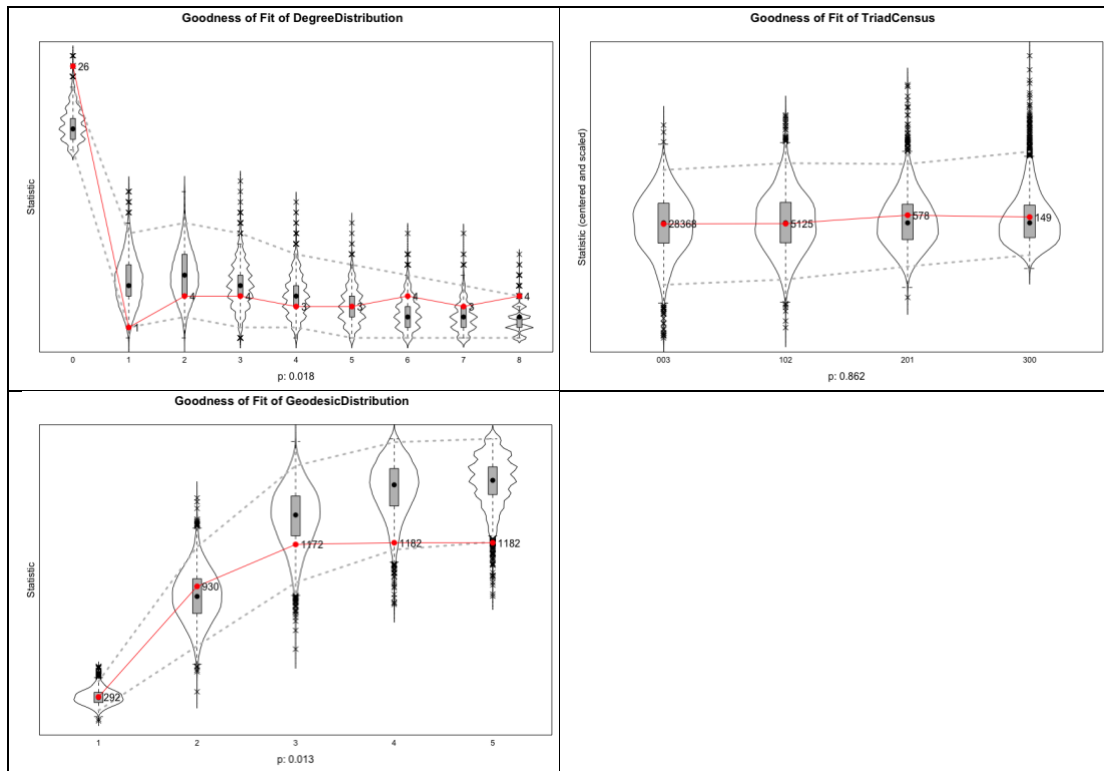 Goodness of Fit of DegreeDistribution
Statistic
26
1
4
4
3
3
4
3
4
0 1 2 3 4 5 6 7 8
p: 0.018
Goodness of Fit of TriadCensus
Statistic (centered and scaled)
28368
5125
578
149
003 102 201 300
p: 0.862
Goodness of Fit of GeodesicDistribution
Statistic
292
930
1172
1182
1182
1 2 3 4 5
p: 0.013